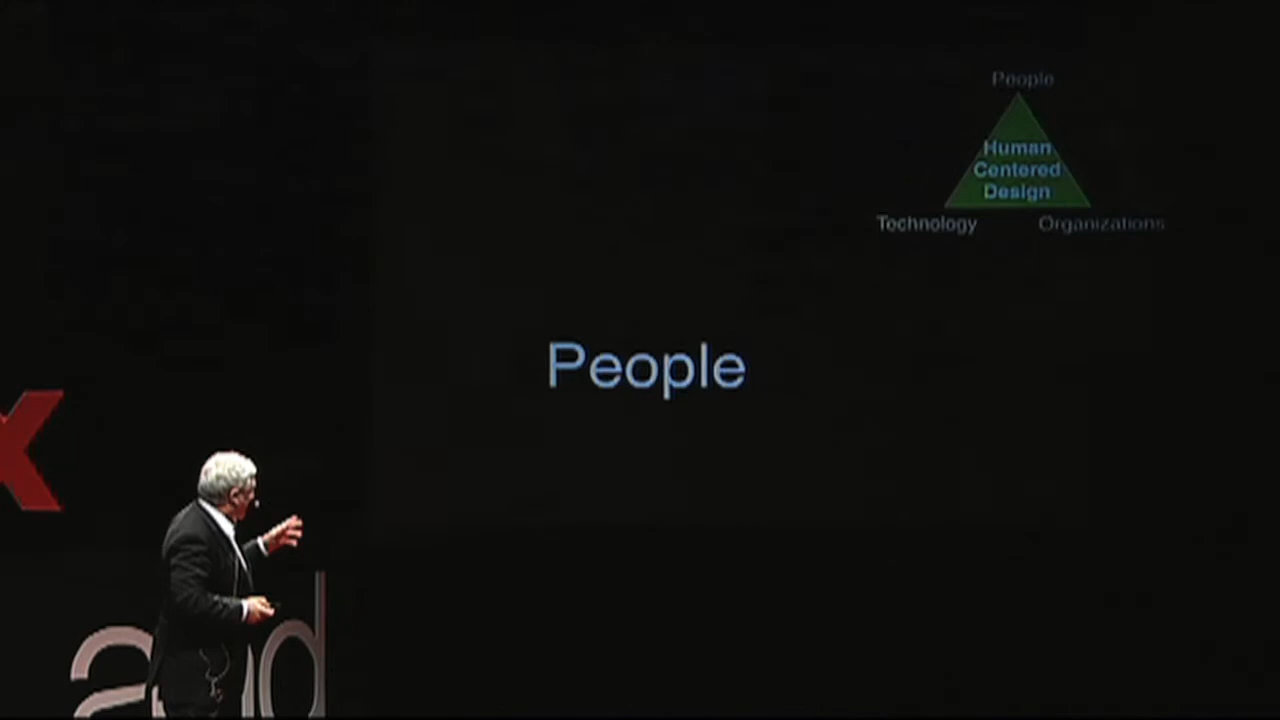 People
Human
Centered
Design
Technology
Organizations
People
x